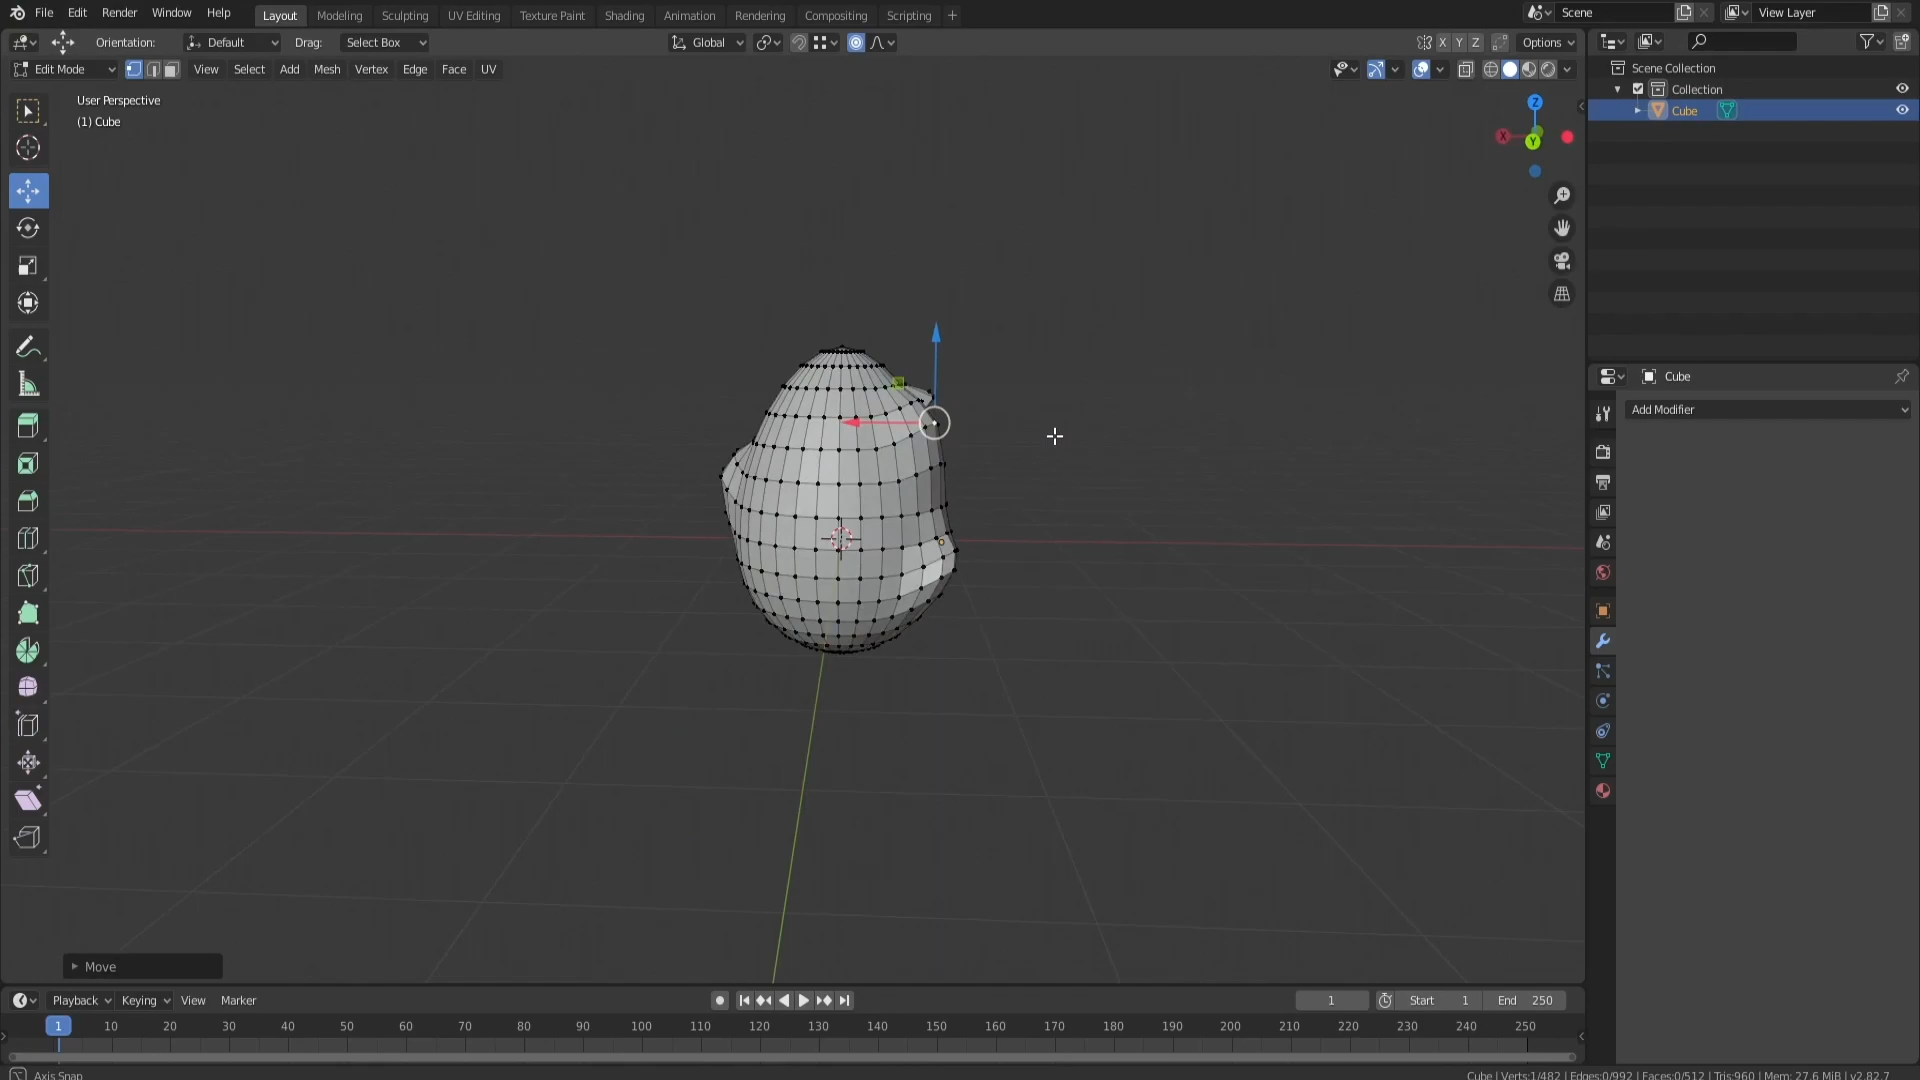 File Edit Render Window Help Layout Modeling Sculpting UV Editing Texture Paint Shading Animation Rendering Compositing Scripting + Scene View Layer
Orientation: Default Drag: Select Box Global X Y Z Options
Edit Mode View Select Add Mesh Vertex Edge Face UV
User Perspective
(1) Cube
Z
X
Y
Scene Collection
Collection
Cube
Cube
Add Modifier
Move
Playback Keying View Marker 1 Start 1 End 250
1 10 20 30 40 50 60 70 80 90 100 110 120 130 140 150 160 170 180 190 200 210 220 230 240 250
Axis Snap
Cube | Verts:1/482 | Edges:0/992 | Faces:0/512 | Tris:960 | Mem: 27.6 MiB | v2.82.7